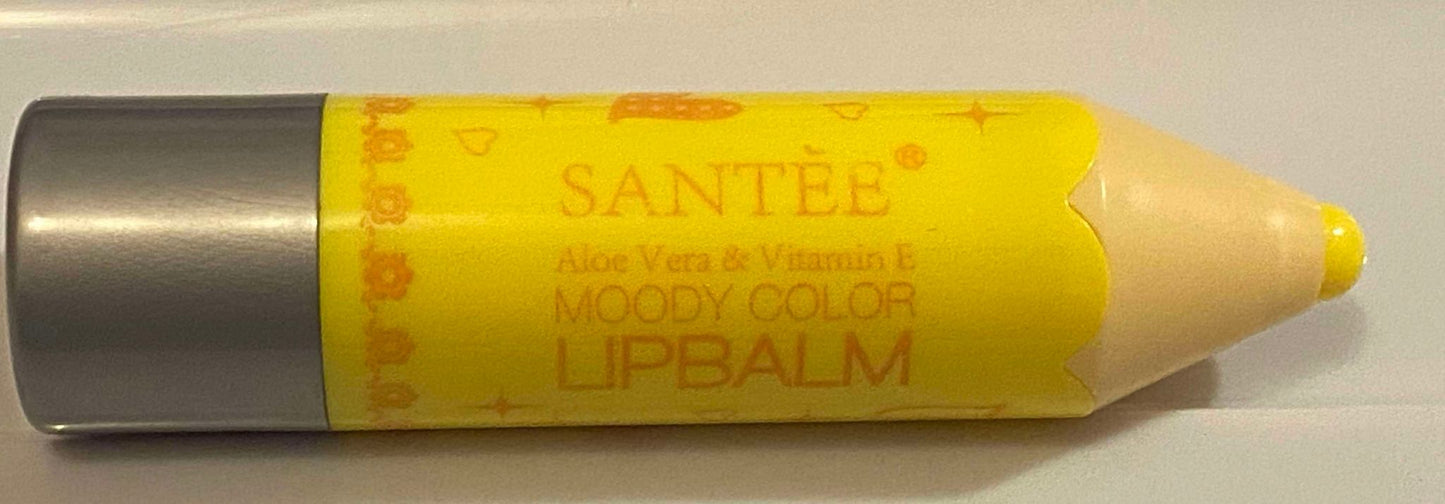 SANTÈE®
Aloe Vera & Vitamin E
MOODY COLOR
LIPBALM